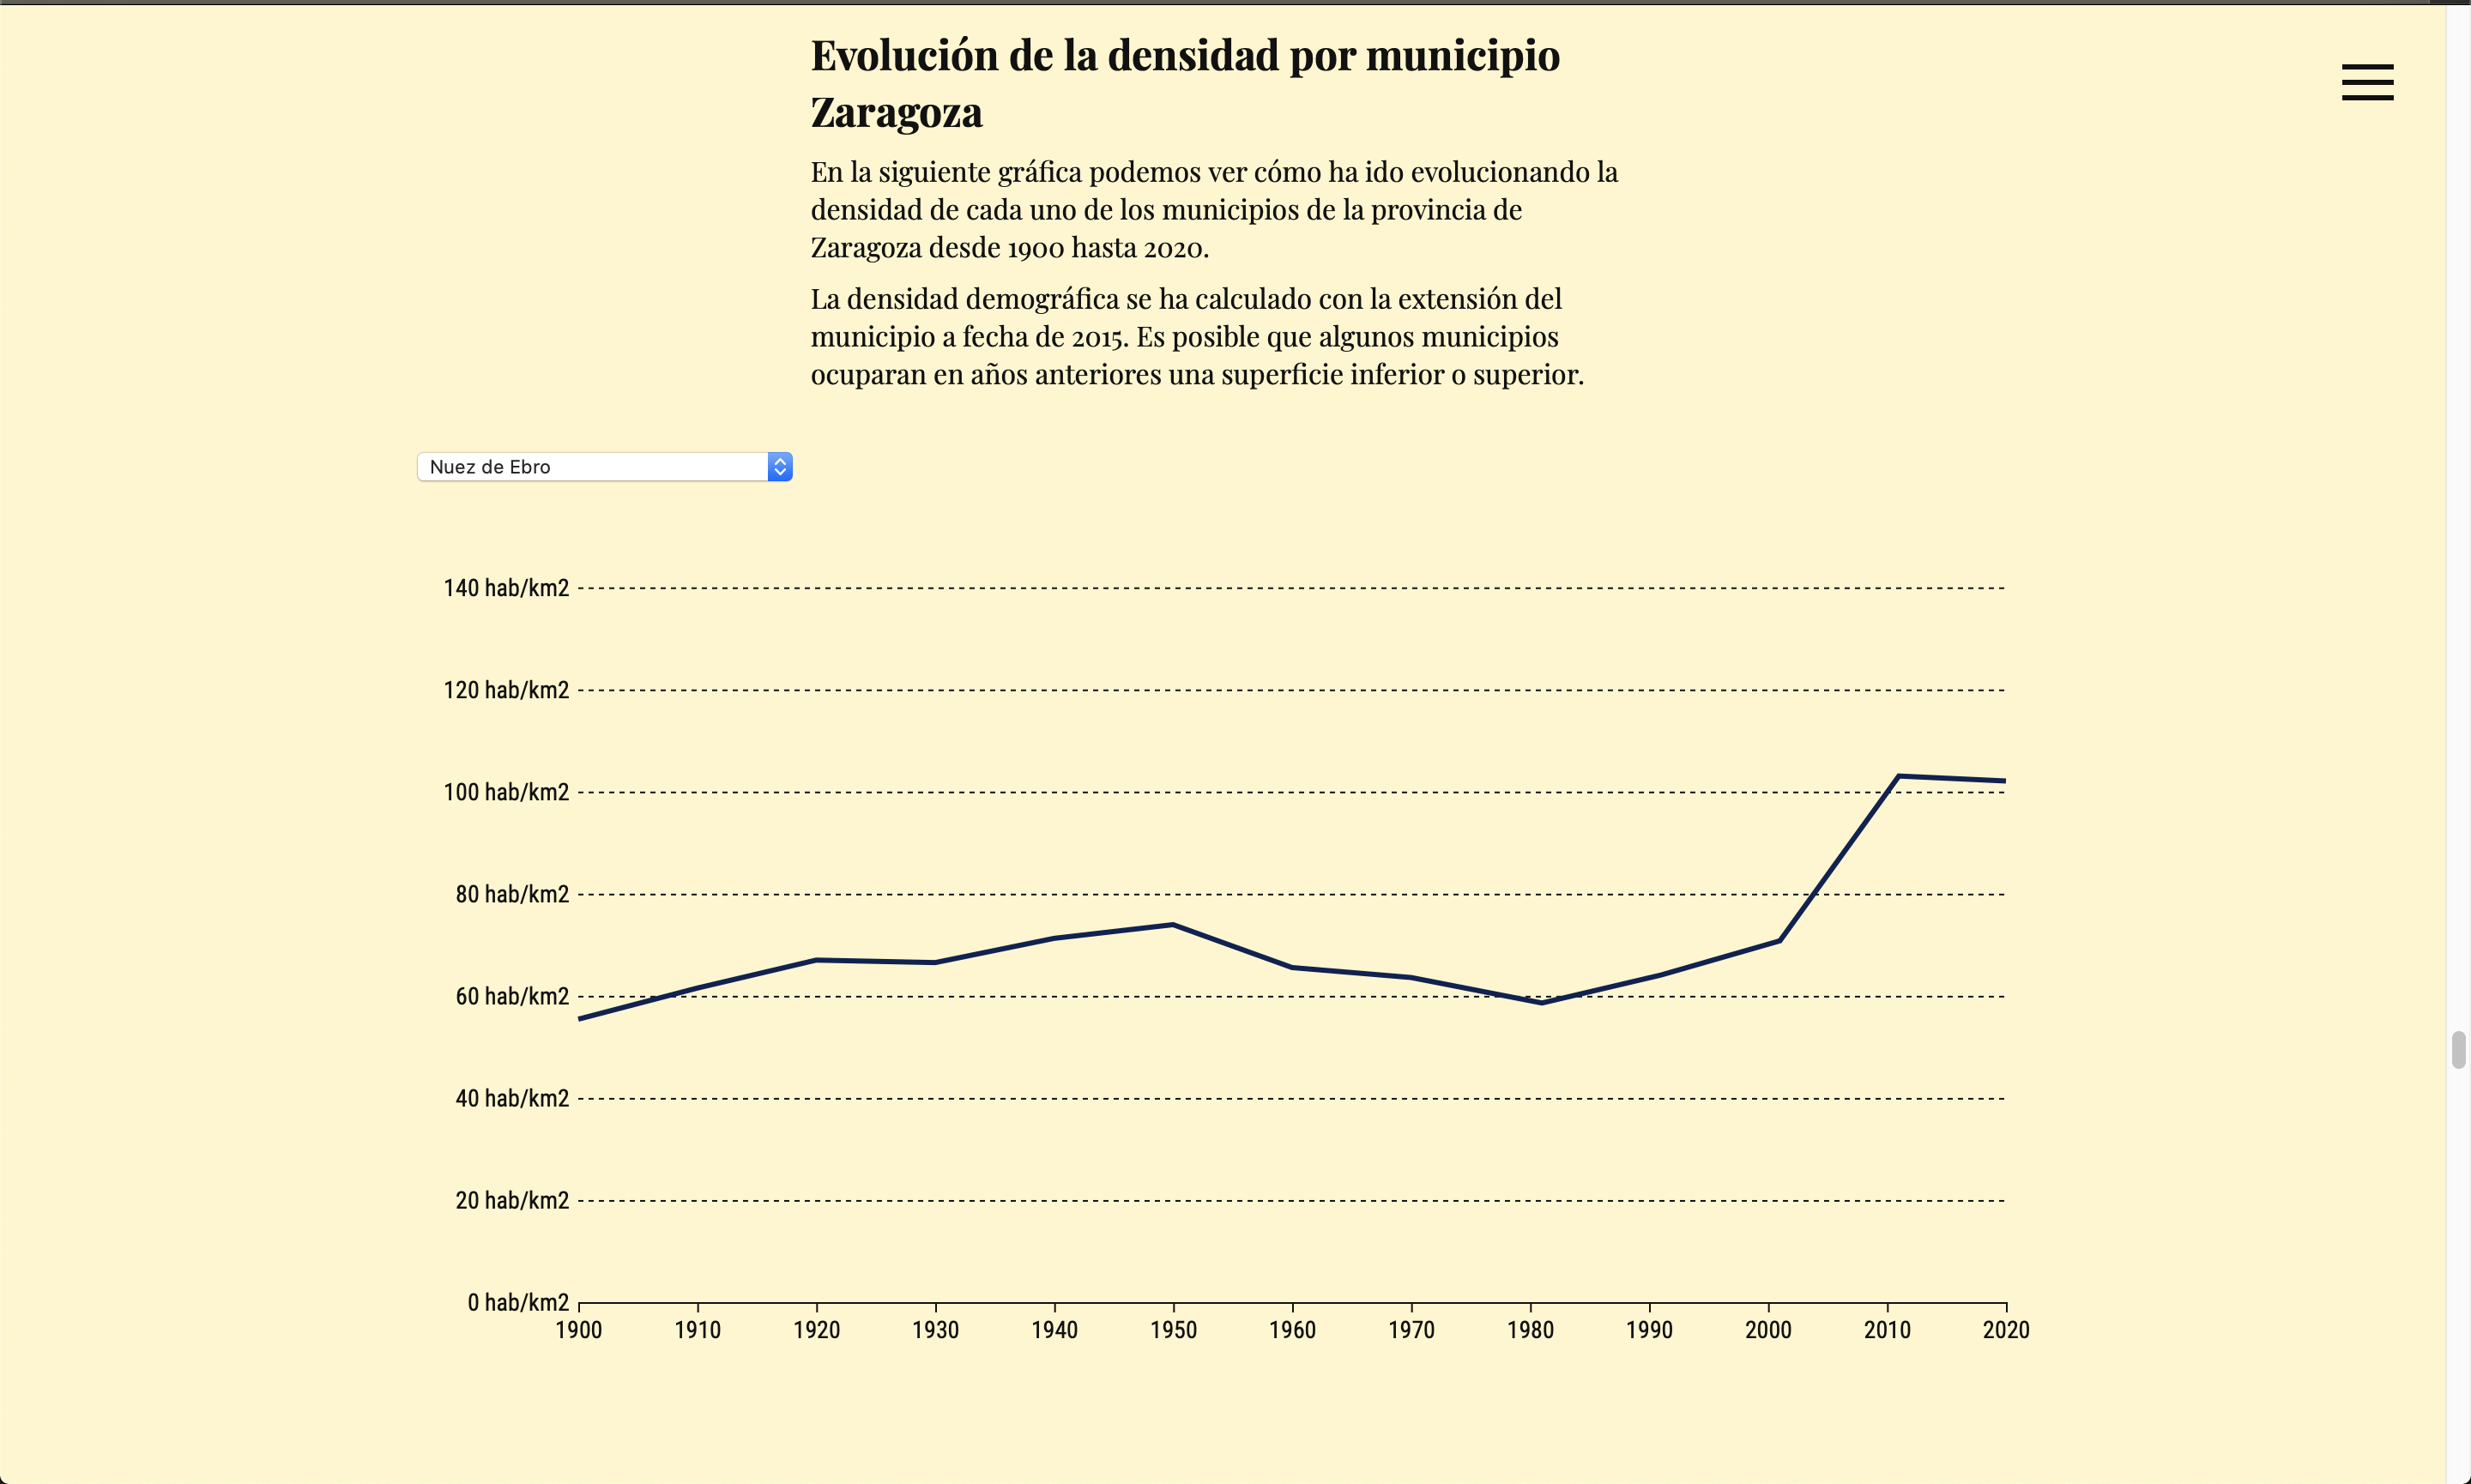 Evolución de la densidad por municipio
Zaragoza
En la siguiente gráfica podemos ver cómo ha ido evolucionando la
densidad de cada uno de los municipios de la provincia de
Zaragoza desde 1900 hasta 2020.
La densidad demográfica se ha calculado con la extensión del
municipio a fecha de 2015. Es posible que algunos municipios
ocuparan en años anteriores una superficie inferior o superior.
Nuez de Ebro
140 hab/km2
120 hab/km2
100 hab/km2
80 hab/km2
60 hab/km2
40 hab/km2
20 hab/km2
0 hab/km2
1900 1910 1920 1930 1940 1950 1960 1970 1980 1990 2000 2010 2020